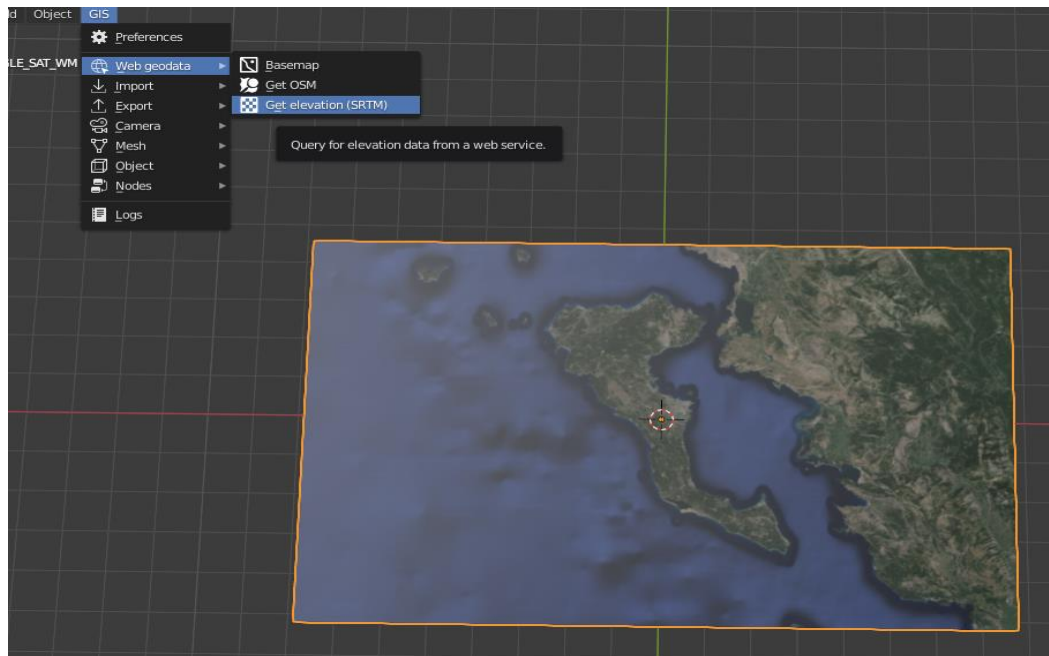 ld Object GIS
Preferences
LE_SAT_WM
Web geodata
Basemap
Import
Get OSM
Export
Get elevation (SRTM)
Camera
Mesh
Query for elevation data from a web service.
Object
Nodes
Logs